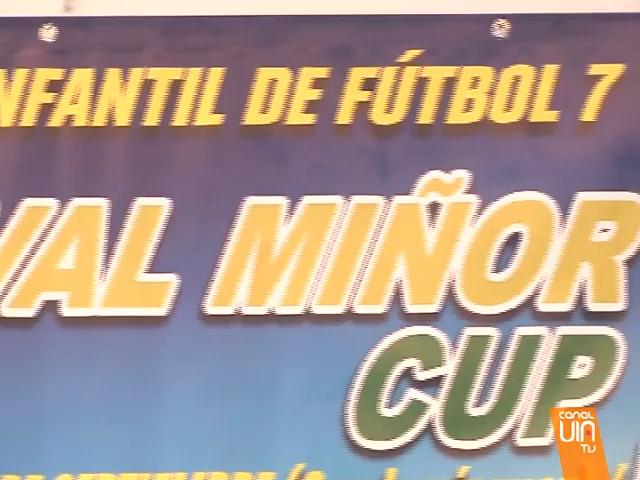 NFANTIL DE FÚTBOL 7
VAL MIÑOR
CUP
canal
UIN
TV